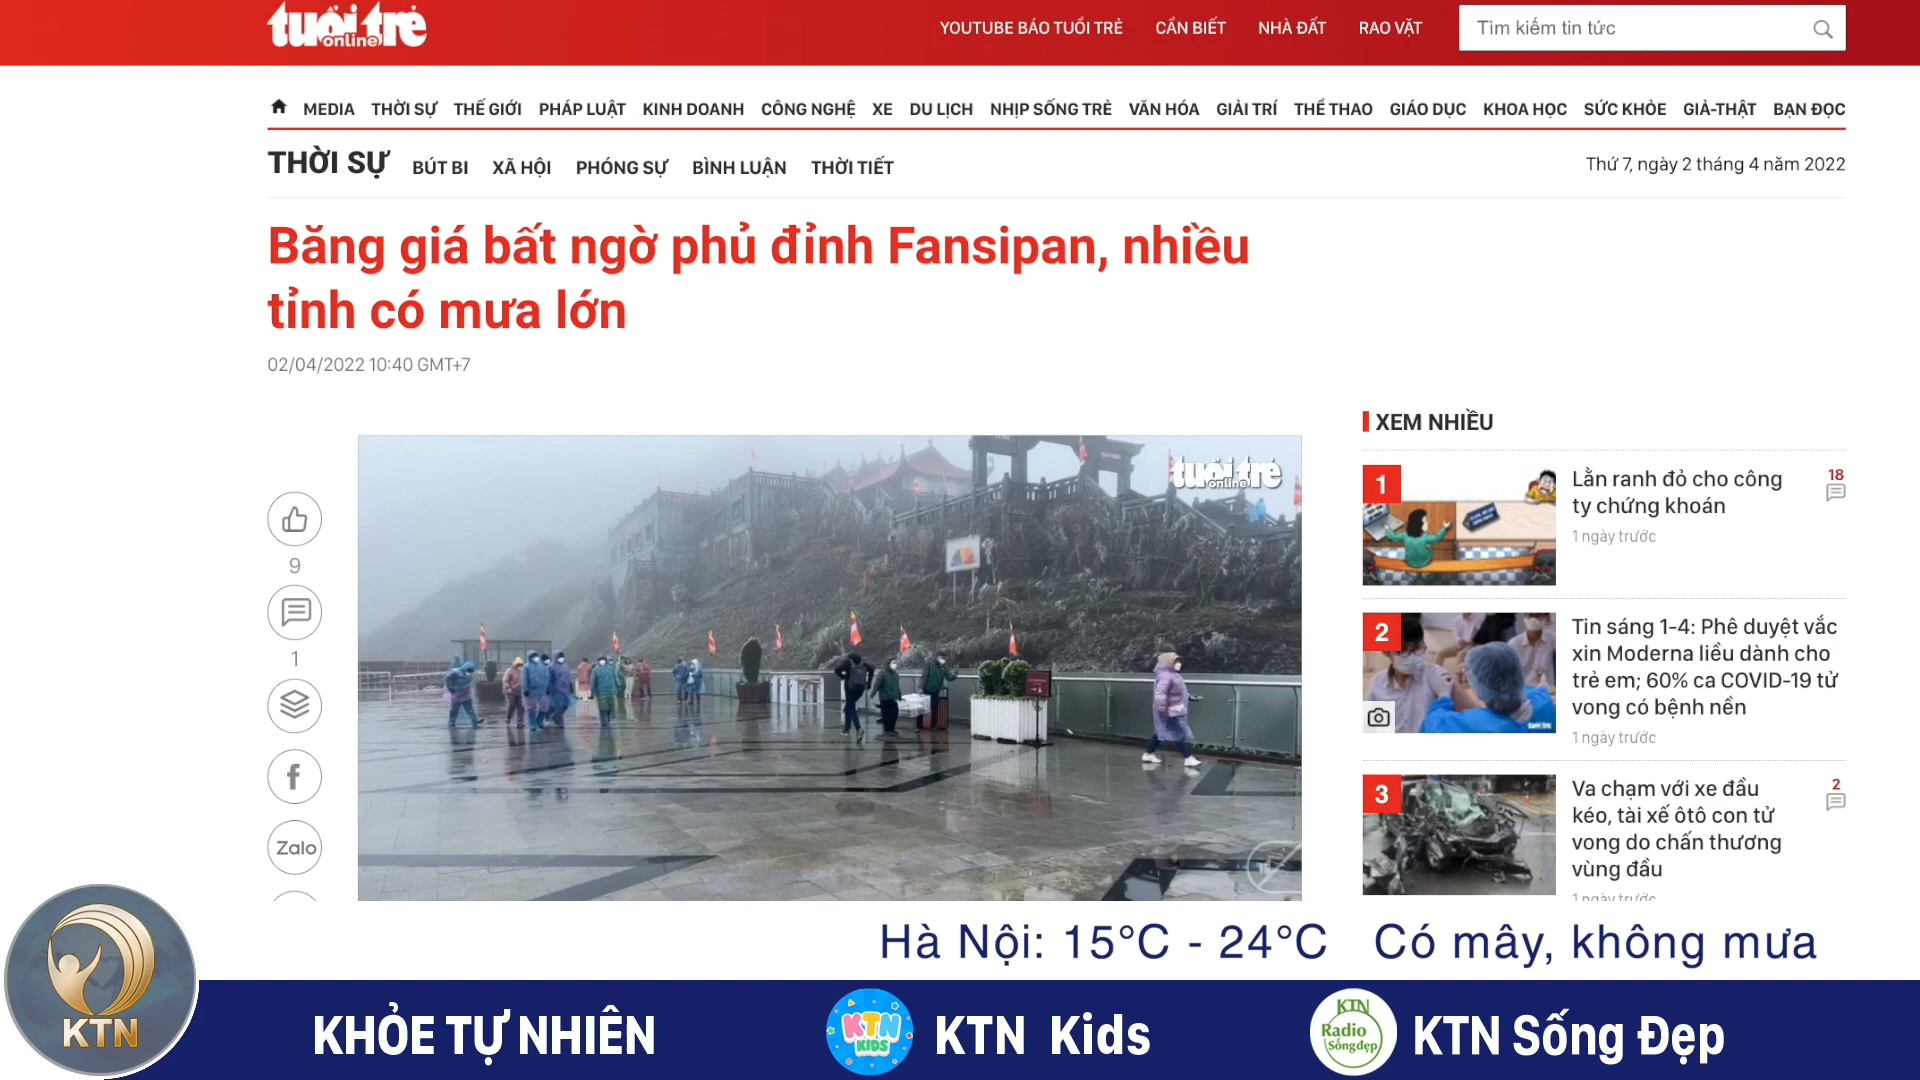 tuổi trẻ online
YOUTUBE BÁO TUỔI TRẺ CẦN BIẾT NHÀ ĐẤT RAO VẶT
Tìm kiếm tin tức
MEDIA THỜI SỰ THẾ GIỚI PHÁP LUẬT KINH DOANH CÔNG NGHỆ XE DU LỊCH NHỊP SỐNG TRẺ VĂN HÓA GIẢI TRÍ THỂ THAO GIÁO DỤC KHOA HỌC SỨC KHỎE GIẢ-THẬT BẠN ĐỌC
THỜI SỰ BÚT BI XÃ HỘI PHÓNG SỰ BÌNH LUẬN THỜI TIẾT
Thứ 7, ngày 2 tháng 4 năm 2022
Băng giá bất ngờ phủ đỉnh Fansipan, nhiều
tỉnh có mưa lớn
02/04/2022 10:40 GMT+7
9
1
Zalo
tuổi trẻ online
XEM NHIỀU
1
Lằn ranh đỏ cho công
ty chứng khoán
18
1 ngày trước
2
Tin sáng 1-4: Phê duyệt vắc
xin Moderna liều dành cho
trẻ em; 60% ca COVID-19 tử
vong có bệnh nền
1 ngày trước
3
Va chạm với xe đầu
kéo, tài xế ôtô con tử
vong do chấn thương
vùng đầu
2
1 ngày trước
Hà Nội: 15°C - 24°C Có mây, không mưa
KTN
KHỎE TỰ NHIÊN
KTN KIDS
KTN Kids
KTN Radio Sống đẹp
KTN Sống Đẹp